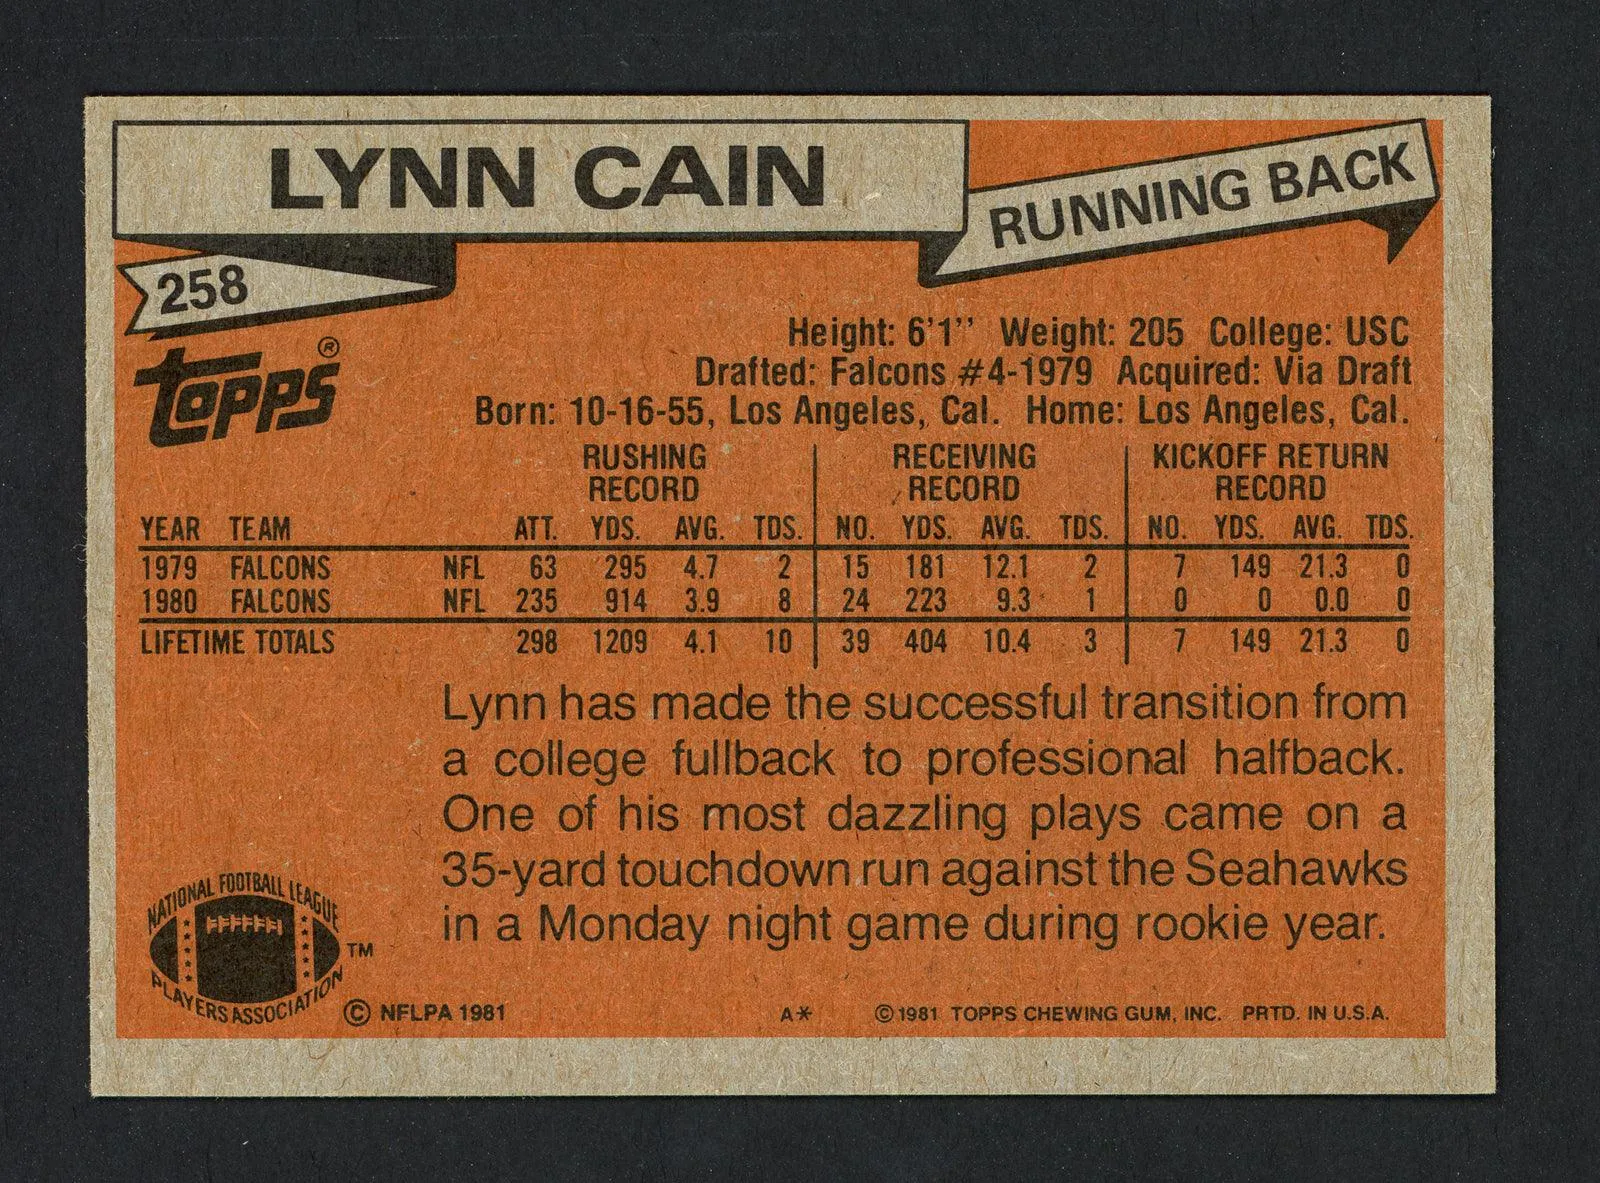 LYNN CAIN
RUNNING BACK
258
TOPPS®
Height: 6'1'' Weight: 205 College: USC
Drafted: Falcons #4-1979 Acquired: Via Draft
Born: 10-16-55, Los Angeles, Cal. Home: Los Angeles, Cal.
RUSHING RECORD RECEIVING RECORD KICKOFF RETURN RECORD
YEAR TEAM ATT. YDS. AVG. TDS. NO. YDS. AVG. TDS. NO. YDS. AVG. TDS.
1979 FALCONS NFL 63 295 4.7 2 15 181 12.1 2 7 149 21.3 0
1980 FALCONS NFL 235 914 3.9 8 24 223 9.3 1 0 0 0.0 0
LIFETIME TOTALS 298 1209 4.1 10 39 404 10.4 3 7 149 21.3 0
Lynn has made the successful transition from
a college fullback to professional halfback.
One of his most dazzling plays came on a
35-yard touchdown run against the Seahawks
in a Monday night game during rookie year.
NATIONAL FOOTBALL LEAGUE
PLAYERS ASSOCIATION
TM
© NFLPA 1981 A* © 1981 TOPPS CHEWING GUM, INC. PRTD. IN U.S.A.